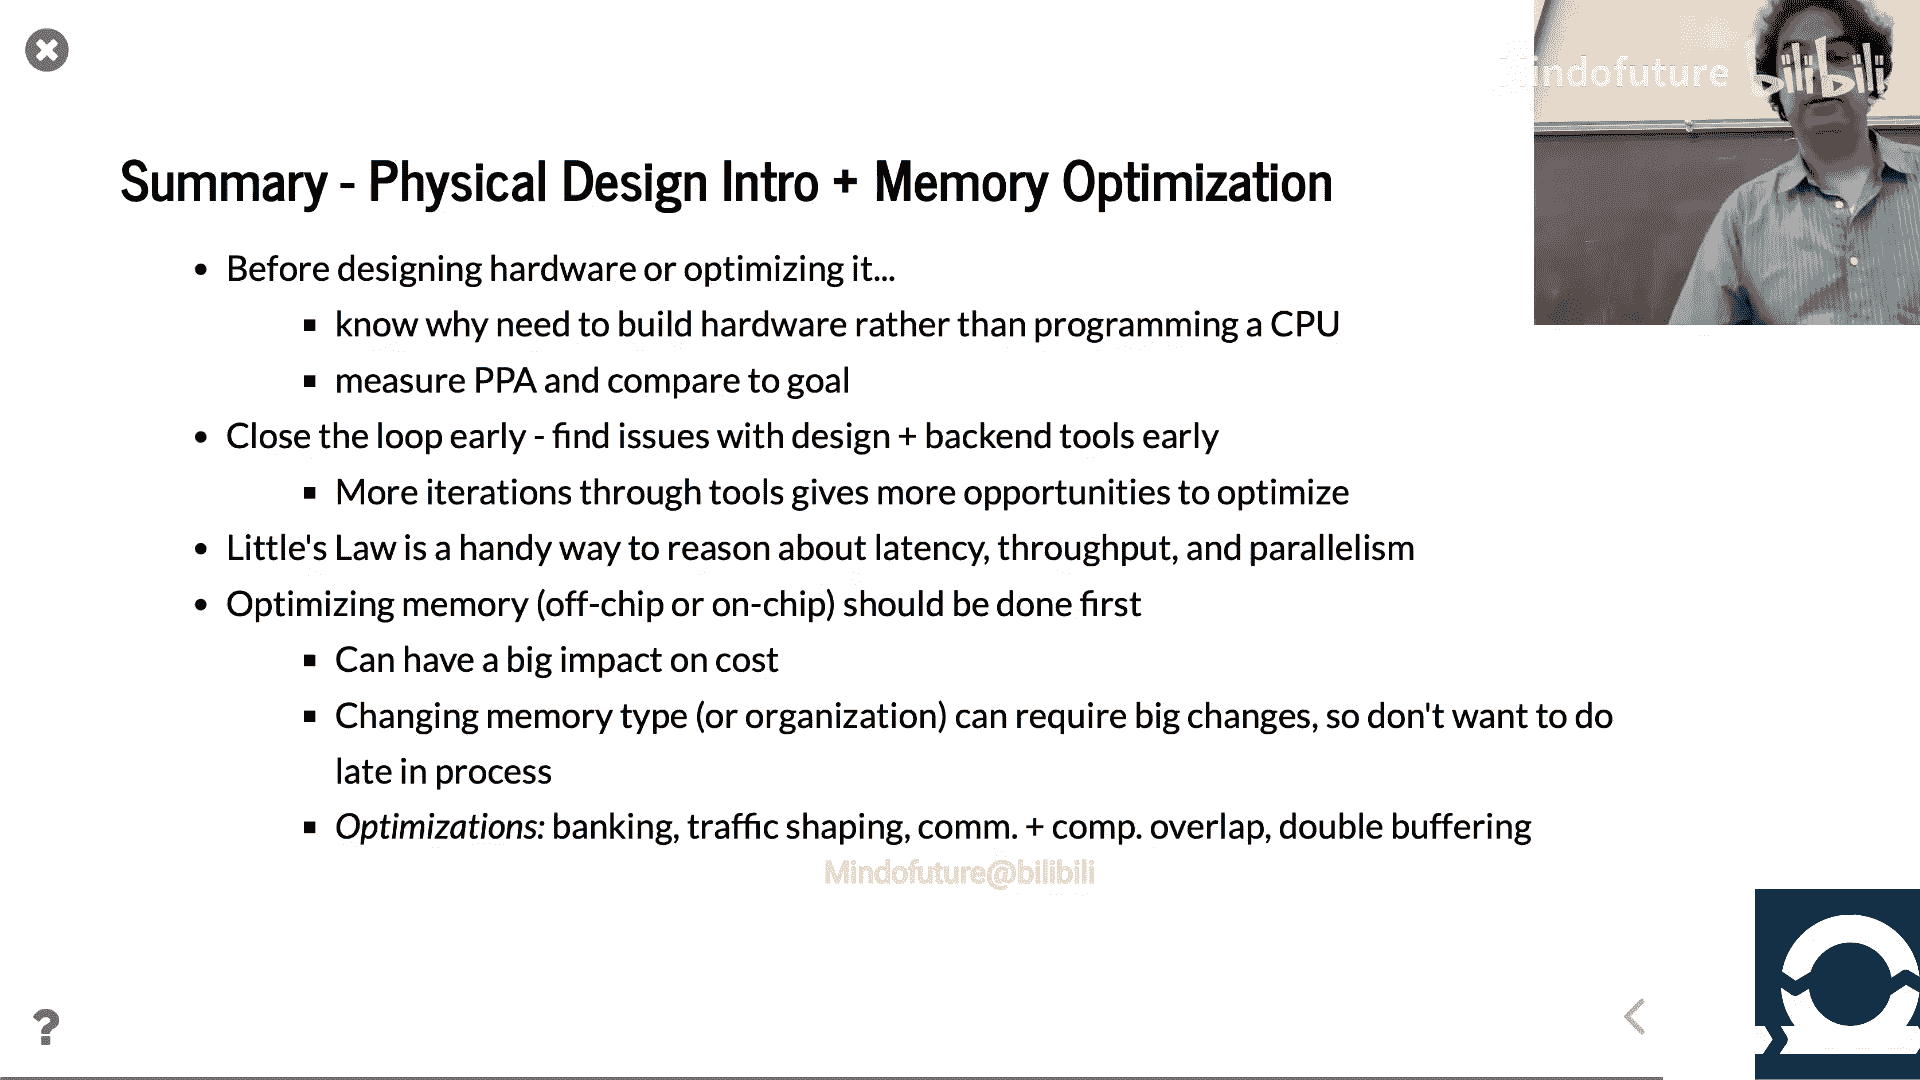 indofuture bilibili
Summary - Physical Design Intro + Memory Optimization
• Before designing hardware or optimizing it...
▪ know why need to build hardware rather than programming a CPU
▪ measure PPA and compare to goal
• Close the loop early - find issues with design + backend tools early
▪ More iterations through tools gives more opportunities to optimize
• Little's Law is a handy way to reason about latency, throughput, and parallelism
• Optimizing memory (off-chip or on-chip) should be done first
▪ Can have a big impact on cost
▪ Changing memory type (or organization) can require big changes, so don't want to do
late in process
▪ Optimizations: banking, traffic shaping, comm. + comp. overlap, double buffering
Mindofuture@bilibili
?